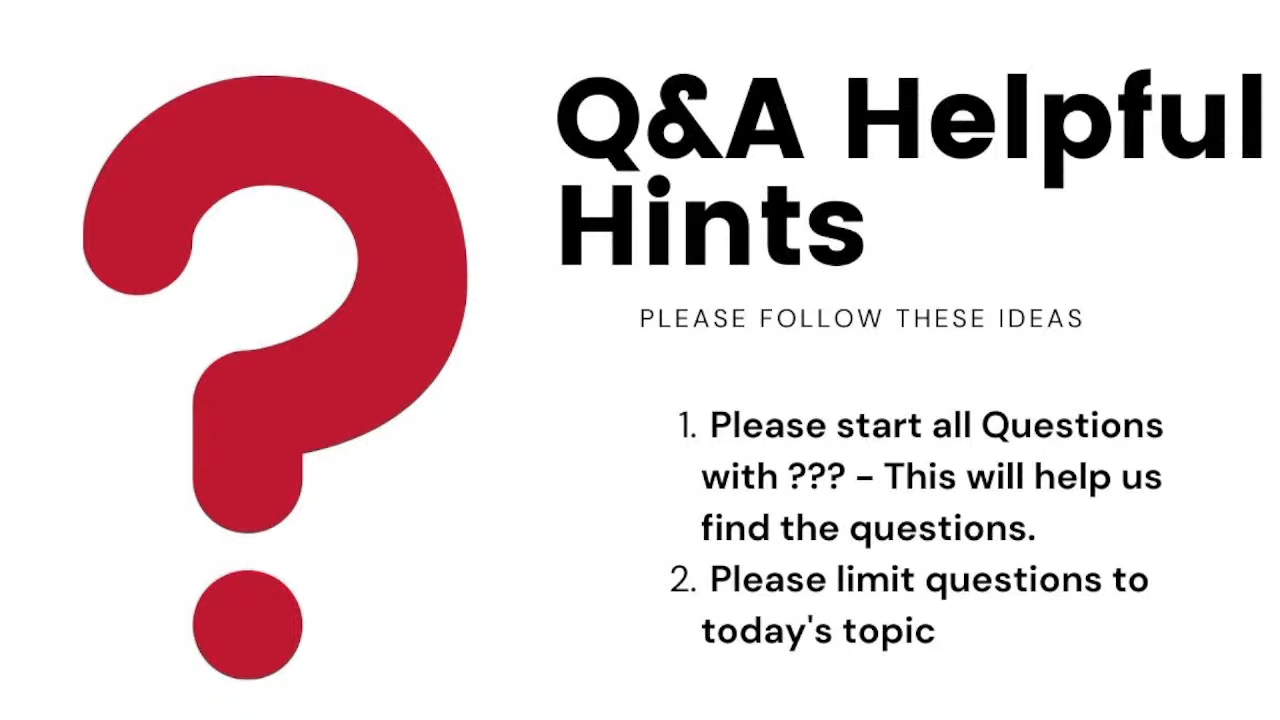 Q&A Helpful
Hints
PLEASE FOLLOW THESE IDEAS
1. Please start all Questions
with ??? - This will help us
find the questions.
2. Please limit questions to
today's topic